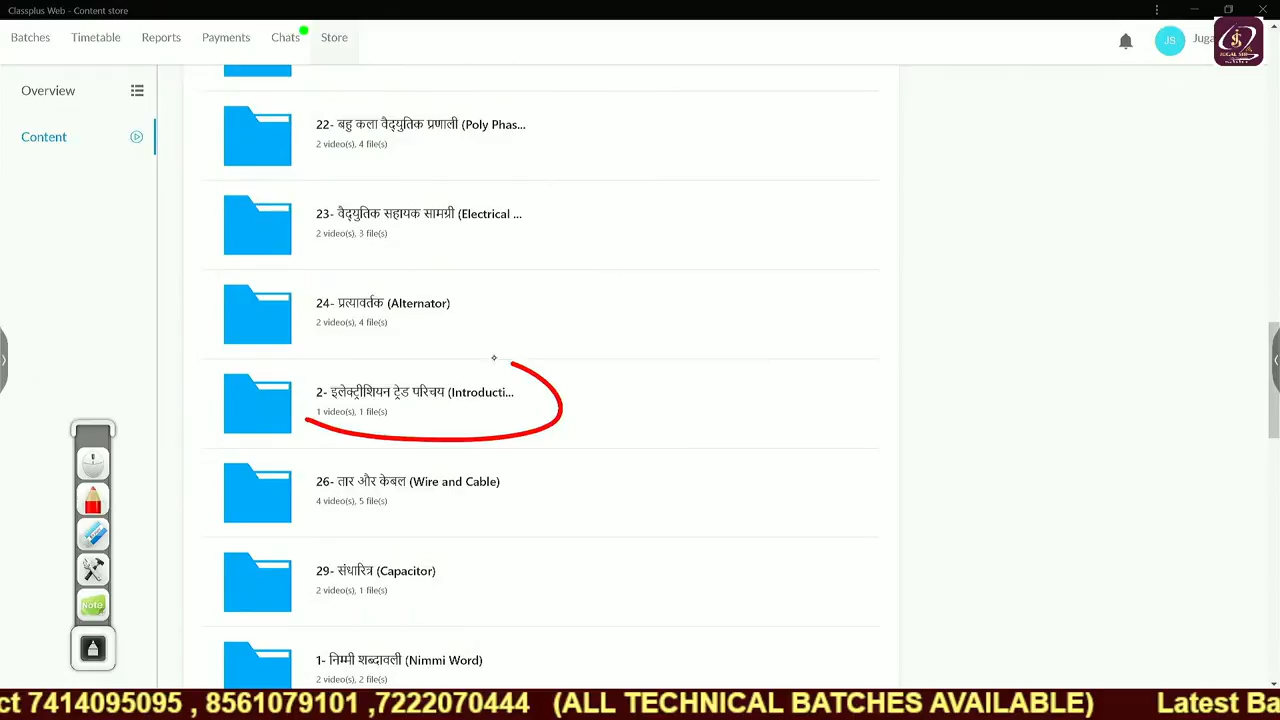 Classplus Web - Content store
Batches Timetable Reports Payments Chats Store
JS Juga
JUGAL SIR
Overview
Content
22- बहु कला वैद्युतिक प्रणाली (Poly Phas...
2 video(s), 4 file(s)
23- वैद्युतिक सहायक सामग्री (Electrical ...
2 video(s), 3 file(s)
24- प्रत्यावर्तक (Alternator)
2 video(s), 4 file(s)
2- इलेक्ट्रीशियन ट्रेड परिचय (Introducti...
1 video(s), 1 file(s)
26- तार और केबल (Wire and Cable)
4 video(s), 5 file(s)
29- संधारित्र (Capacitor)
2 video(s), 1 file(s)
1- निम्मी शब्दावली (Nimmi Word)
2 video(s), 2 file(s)
Note
ct 7414095095 , 8561079101 ,7222070444 (ALL TECHNICAL BATCHES AVAILABLE) Latest Ba